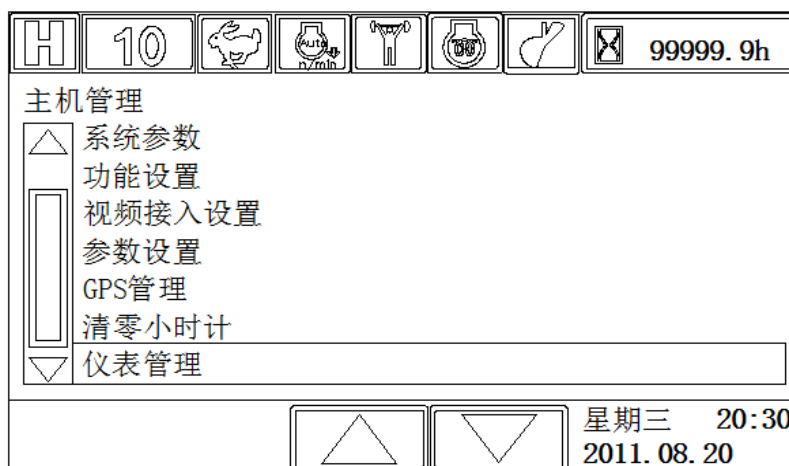 H 10 Auto n/min 99999.9h
主机管理
系统参数
功能设置
视频接入设置
参数设置
GPS管理
清零小时计
仪表管理
星期三 20:30
2011.08.20